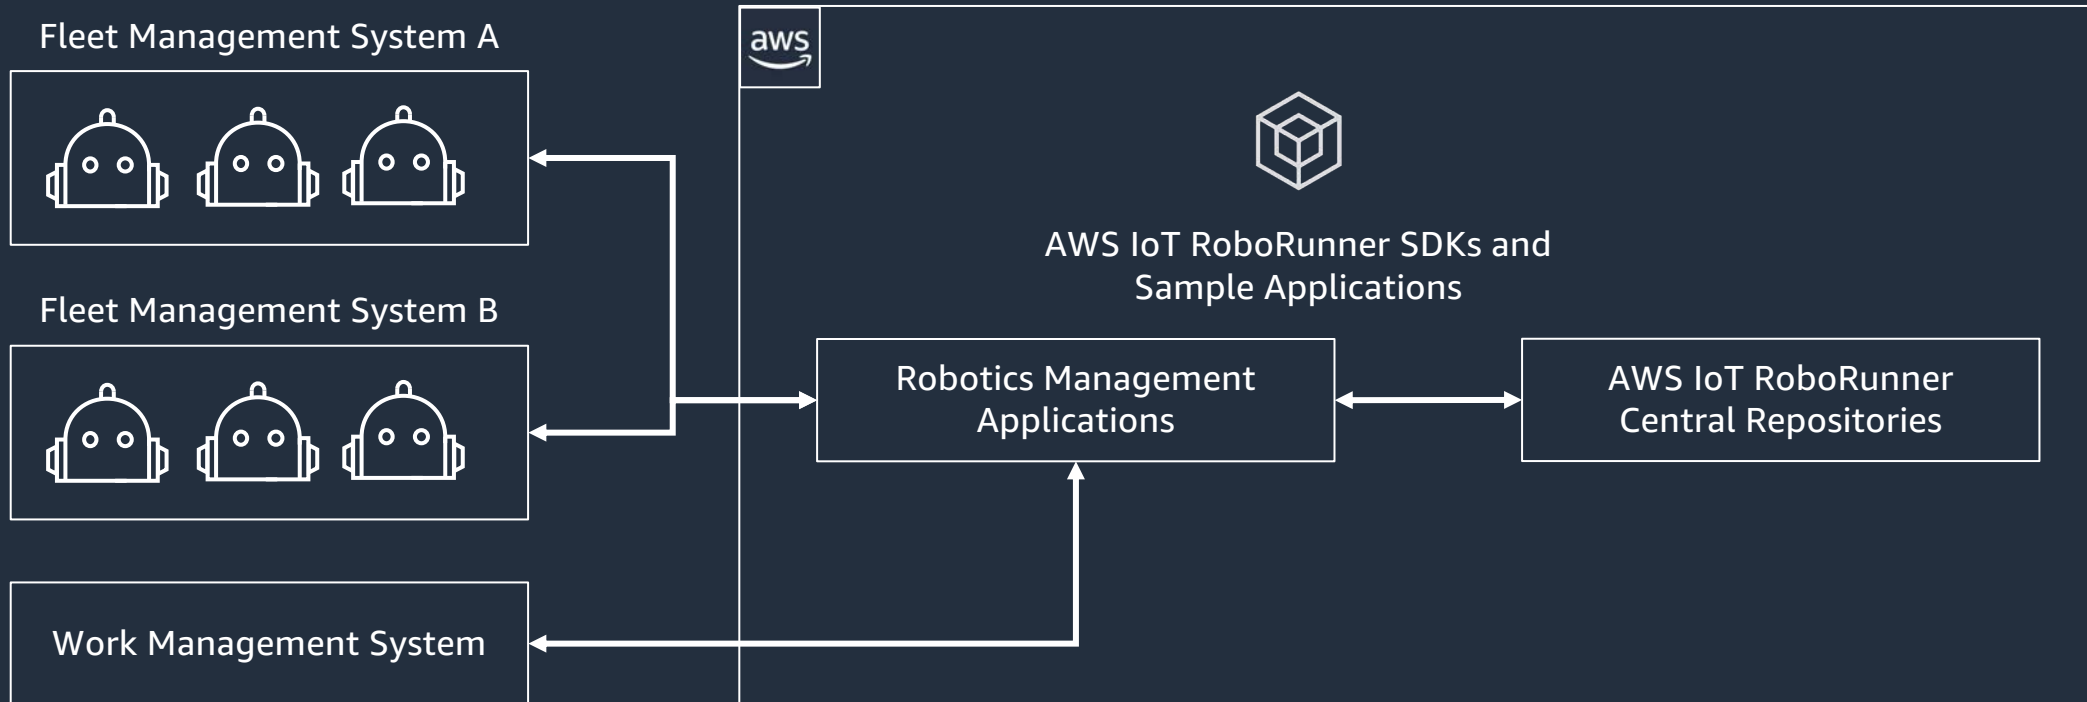 Fleet Management System A
aws
AWS IoT RoboRunner SDKs and
Sample Applications
Fleet Management System B
Robotics Management
Applications
AWS IoT RoboRunner
Central Repositories
Work Management System